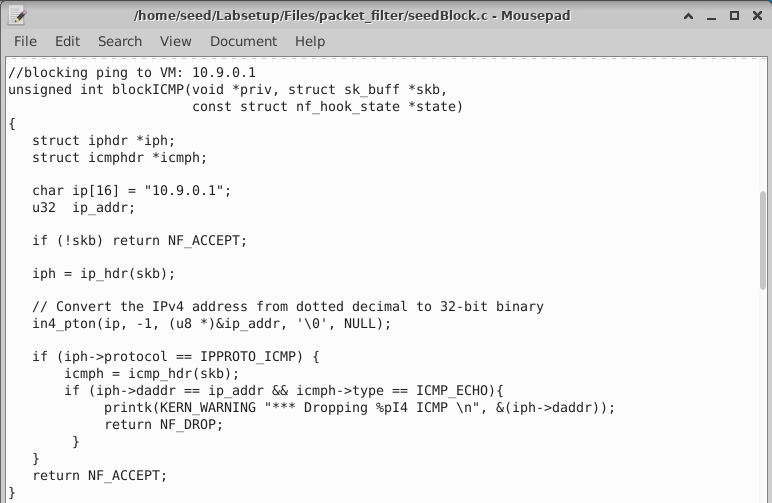 /home/seed/Labsetup/Files/packet_filter/seedBlock.c - Mousepad
File Edit Search View Document Help
//blocking ping to VM: 10.9.0.1
unsigned int blockICMP(void *priv, struct sk_buff *skb,
                       const struct nf_hook_state *state)
{
   struct iphdr *iph;
   struct icmphdr *icmph;

   char ip[16] = "10.9.0.1";
   u32  ip_addr;

   if (!skb) return NF_ACCEPT;

   iph = ip_hdr(skb);

   // Convert the IPv4 address from dotted decimal to 32-bit binary
   in4_pton(ip, -1, (u8 *)&ip_addr, '\0', NULL);

   if (iph->protocol == IPPROTO_ICMP) {
       icmph = icmp_hdr(skb);
       if (iph->daddr == ip_addr && icmph->type == ICMP_ECHO){
            printk(KERN_WARNING "*** Dropping %pI4 ICMP \n", &(iph->daddr));
            return NF_DROP;
        }
   }
   return NF_ACCEPT;
}